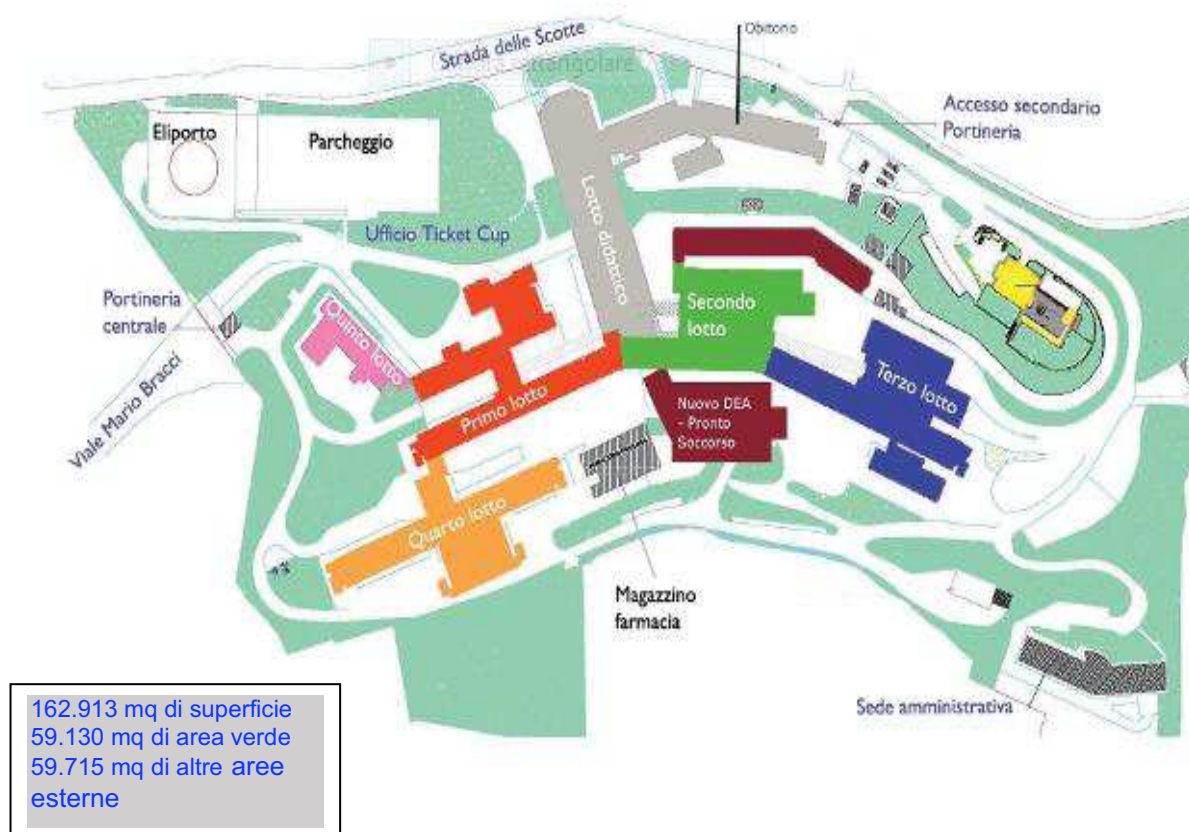 Obitorio
Strada delle Scotte
Accesso secondario
Portineria
Eliporto
Parcheggio
Lotto didattico
Ufficio Ticket Cup
Portineria
centrale
Quinto lotto
Secondo
lotto
Viale Mario Bracci
Primo lotto
Terzo lotto
Nuovo DEA
- Pronto
Soccorso
Quarto lotto
Magazzino
farmacia
Sede amministrativa
162.913 mq di superficie
59.130 mq di area verde
59.715 mq di altre aree
esterne